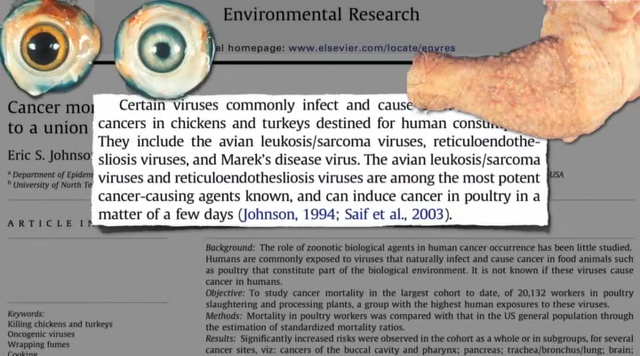 Environmental Research
al homepage: www.elsevier.com/locate/envres
Cancer mor
to a union
Eric S. Johnso
ª Department of Epidem
USA
ᵇ University of North Te
Certain viruses commonly infect and cause
cancers in chickens and turkeys destined for human consu
They include the avian leukosis/sarcoma viruses, reticuloendothe-
sliosis viruses, and Marek's disease virus. The avian leukosis/sarcoma
viruses and reticuloendothesliosis viruses are among the most potent
cancer-causing agents known, and can induce cancer in poultry in a
matter of a few days (Johnson, 1994; Saif et al., 2003).
ARTICLE IN
Keywords:
Killing chickens and turkeys
Oncogenic viruses
Wrapping fumes
Cooking
Background: The role of zoonotic biological agents in human cancer occurrence has been little studied.
Humans are commonly exposed to viruses that naturally infect and cause cancer in food animals such
as poultry that constitute part of the biological environment. It is not known if these viruses cause
cancer in humans.
Objective: To study cancer mortality in the largest cohort to date, of 20,132 workers in poultry
slaughtering and processing plants, a group with the highest human exposures to these viruses.
Methods: Mortality in poultry workers was compared with that in the US general population through
the estimation of standardized mortality ratios.
Results: Significantly increased risks were observed in the cohort as a whole or in subgroups, for several
cancer sites, viz: cancers of the buccal cavity and pharynx; pancreas; trachea/bronchus/lung; brain;